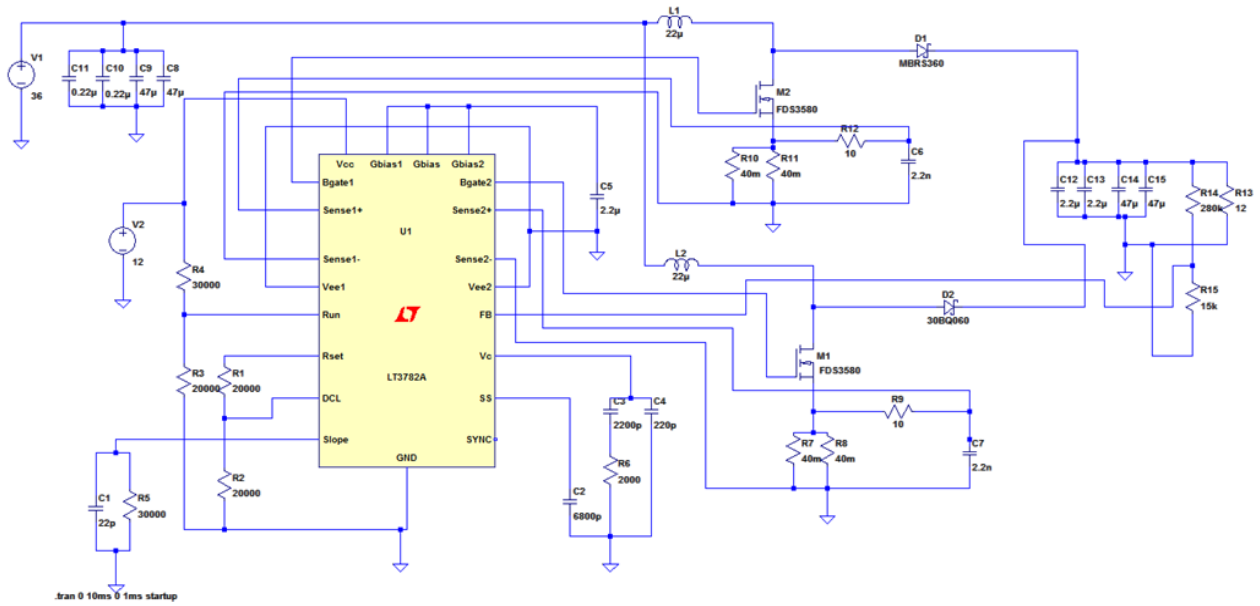 L1
22µ
D1
MBRS360
V1
36
C11
0.22µ
C10
0.22µ
C9
47µ
C8
47µ
M2
FDS3580
R12
10
C6
2.2n
R10
40m
R11
40m
Vcc
Gbias1
Gbias
Gbias2
Bgate1
Bgate2
Sense1+
Sense2+
U1
Sense1-
Sense2-
Vee1
Vee2
Run
FB
Rset
Vc
LT3782A
DCL
SS
Slope
SYNC
GND
C5
2.2µ
C12
2.2µ
C13
2.2µ
C14
47µ
C15
47µ
R14
280k
R13
12
R15
15k
V2
12
R4
30000
L2
22µ
D2
30BQ060
M1
FDS3580
R3
20000
R1
20000
R2
20000
C3
2200p
C4
220p
R6
2000
C2
6800p
R9
10
C7
2.2n
R7
40m
R8
40m
C1
22p
R5
30000
.tran 0 10ms 0 1ms startup